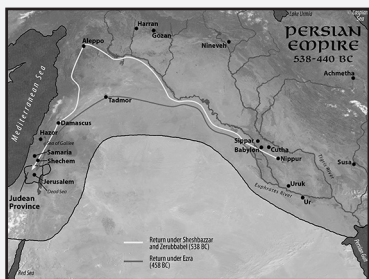 Lake Urmia
Harran
Gozan
PERSIAN
EMPIRE
538-440 BC
Aleppo
Nineveh
Achmetha
Mediterranean Sea
Tadmor
Damascus
Hazor
Sea of Galilee
Samaria
Shechem
Jerusalem
Dead Sea
Judean
Province
Sippar
Babylon
Cutha
Nippur
Tigris River
Susa
Uruk
Euphrates River
Ur
Return under Sheshbazzar
and Zerubbabel (538 BC)
Return under Ezra
(458 BC)
Red Sea
Persian Gulf